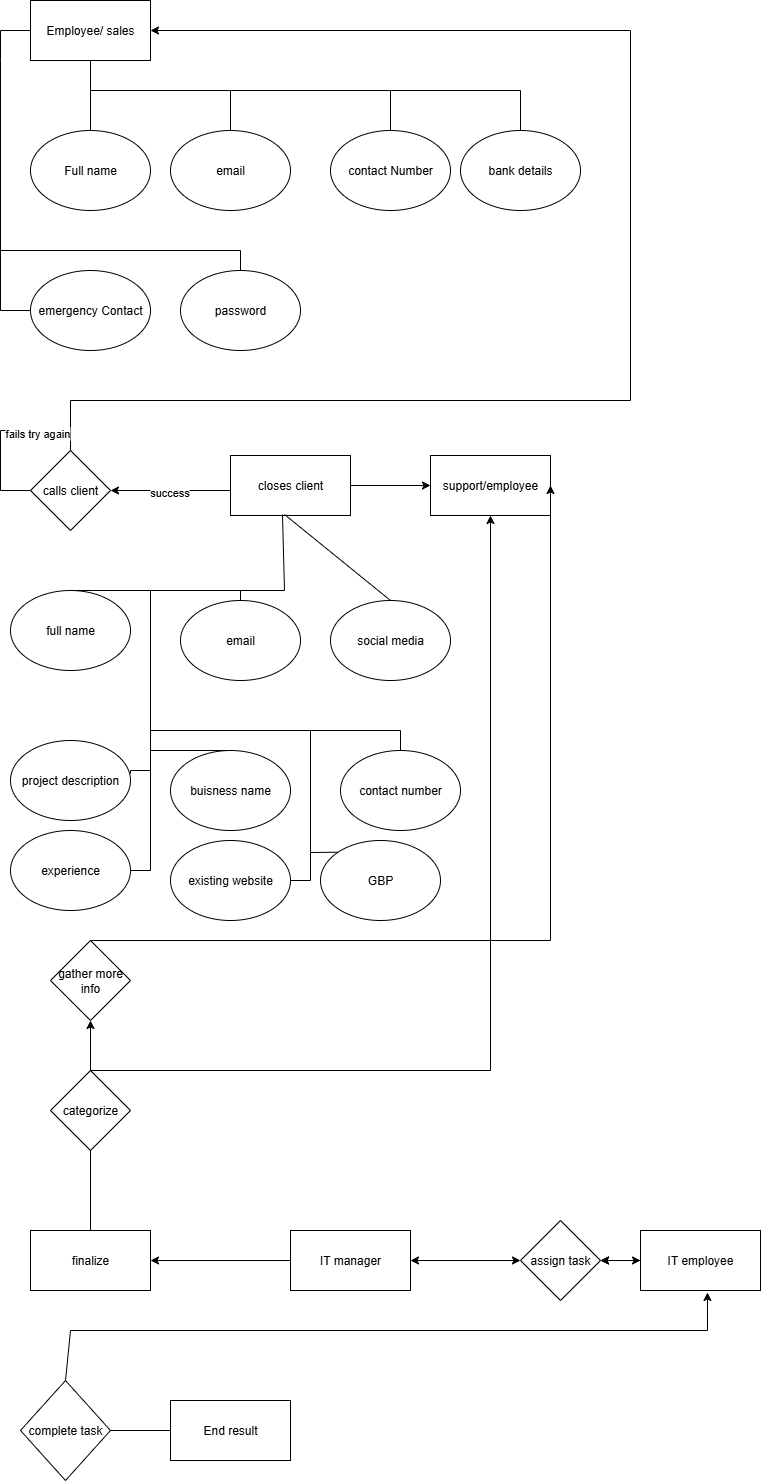 Employee/ sales
Full name
email
contact Number
bank details
emergency Contact
password
fails try again
calls client
success
closes client
support/employee
full name
email
social media
project description
buisness name
contact number
experience
existing website
GBP
gather more
info
categorize
finalize
IT manager
assign task
IT employee
complete task
End result